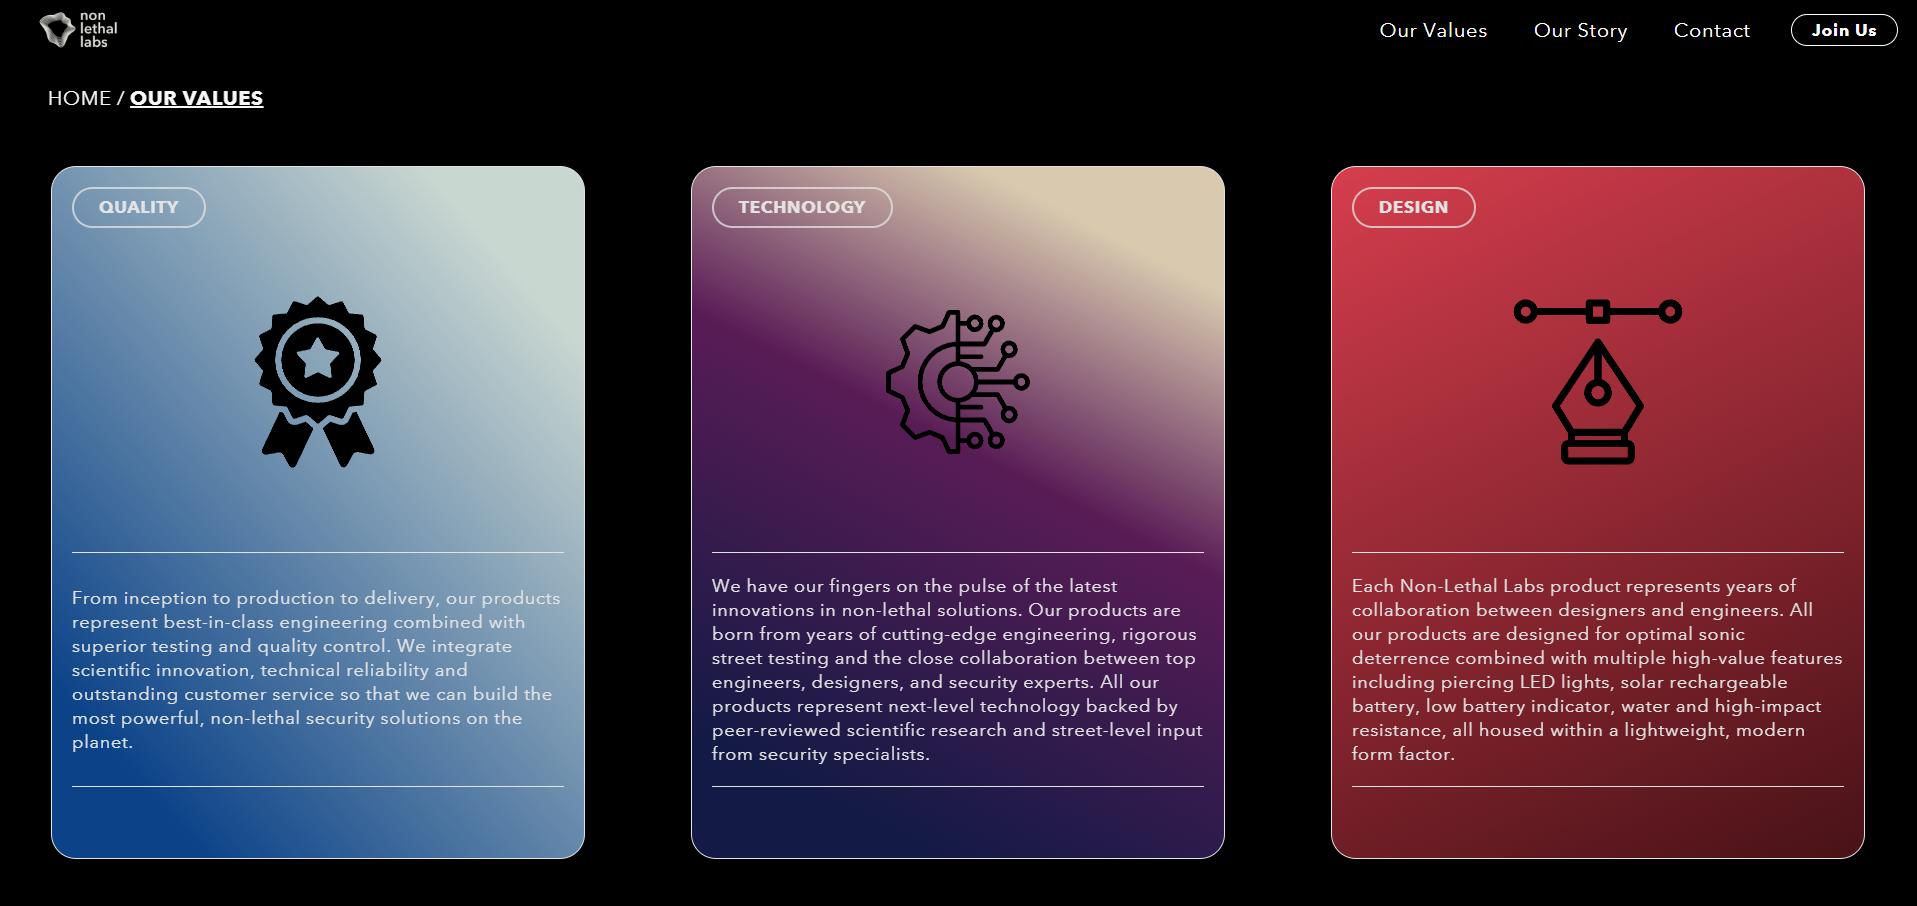 non
lethal
labs
Our Values
Our Story
Contact
Join Us
HOME / OUR VALUES
QUALITY
From inception to production to delivery, our products
represent best-in-class engineering combined with
superior testing and quality control. We integrate
scientific innovation, technical reliability and
outstanding customer service so that we can build the
most powerful, non-lethal security solutions on the
planet.
TECHNOLOGY
We have our fingers on the pulse of the latest
innovations in non-lethal solutions. Our products are
born from years of cutting-edge engineering, rigorous
street testing and the close collaboration between top
engineers, designers, and security experts. All our
products represent next-level technology backed by
peer-reviewed scientific research and street-level input
from security specialists.
DESIGN
Each Non-Lethal Labs product represents years of
collaboration between designers and engineers. All
our products are designed for optimal sonic
deterrence combined with multiple high-value features
including piercing LED lights, solar rechargeable
battery, low battery indicator, water and high-impact
resistance, all housed within a lightweight, modern
form factor.